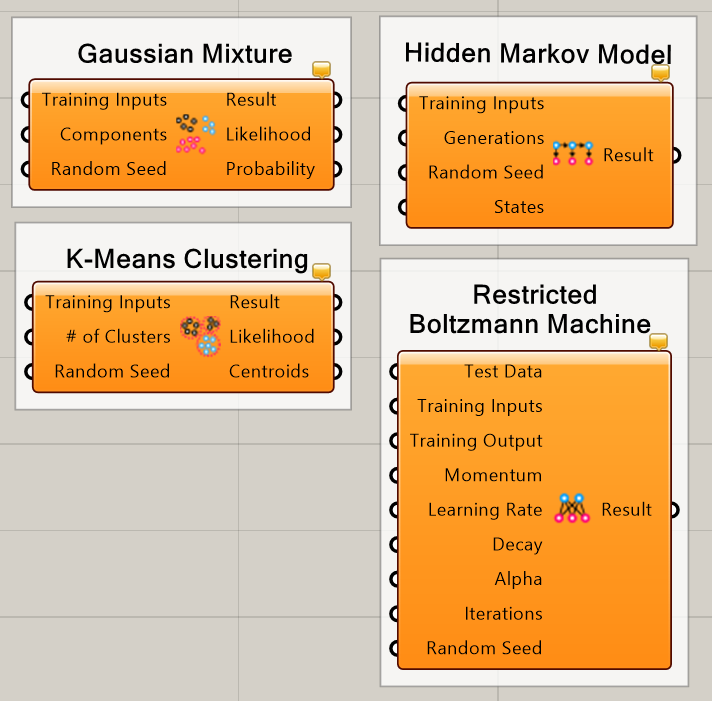 Gaussian Mixture
Training Inputs
Result
Components
Likelihood
Random Seed
Probability
K-Means Clustering
Training Inputs
Result
# of Clusters
Likelihood
Random Seed
Centroids
Hidden Markov Model
Training Inputs
Generations
Result
Random Seed
States
Restricted
Boltzmann Machine
Test Data
Training Inputs
Training Output
Momentum
Learning Rate
Result
Decay
Alpha
Iterations
Random Seed